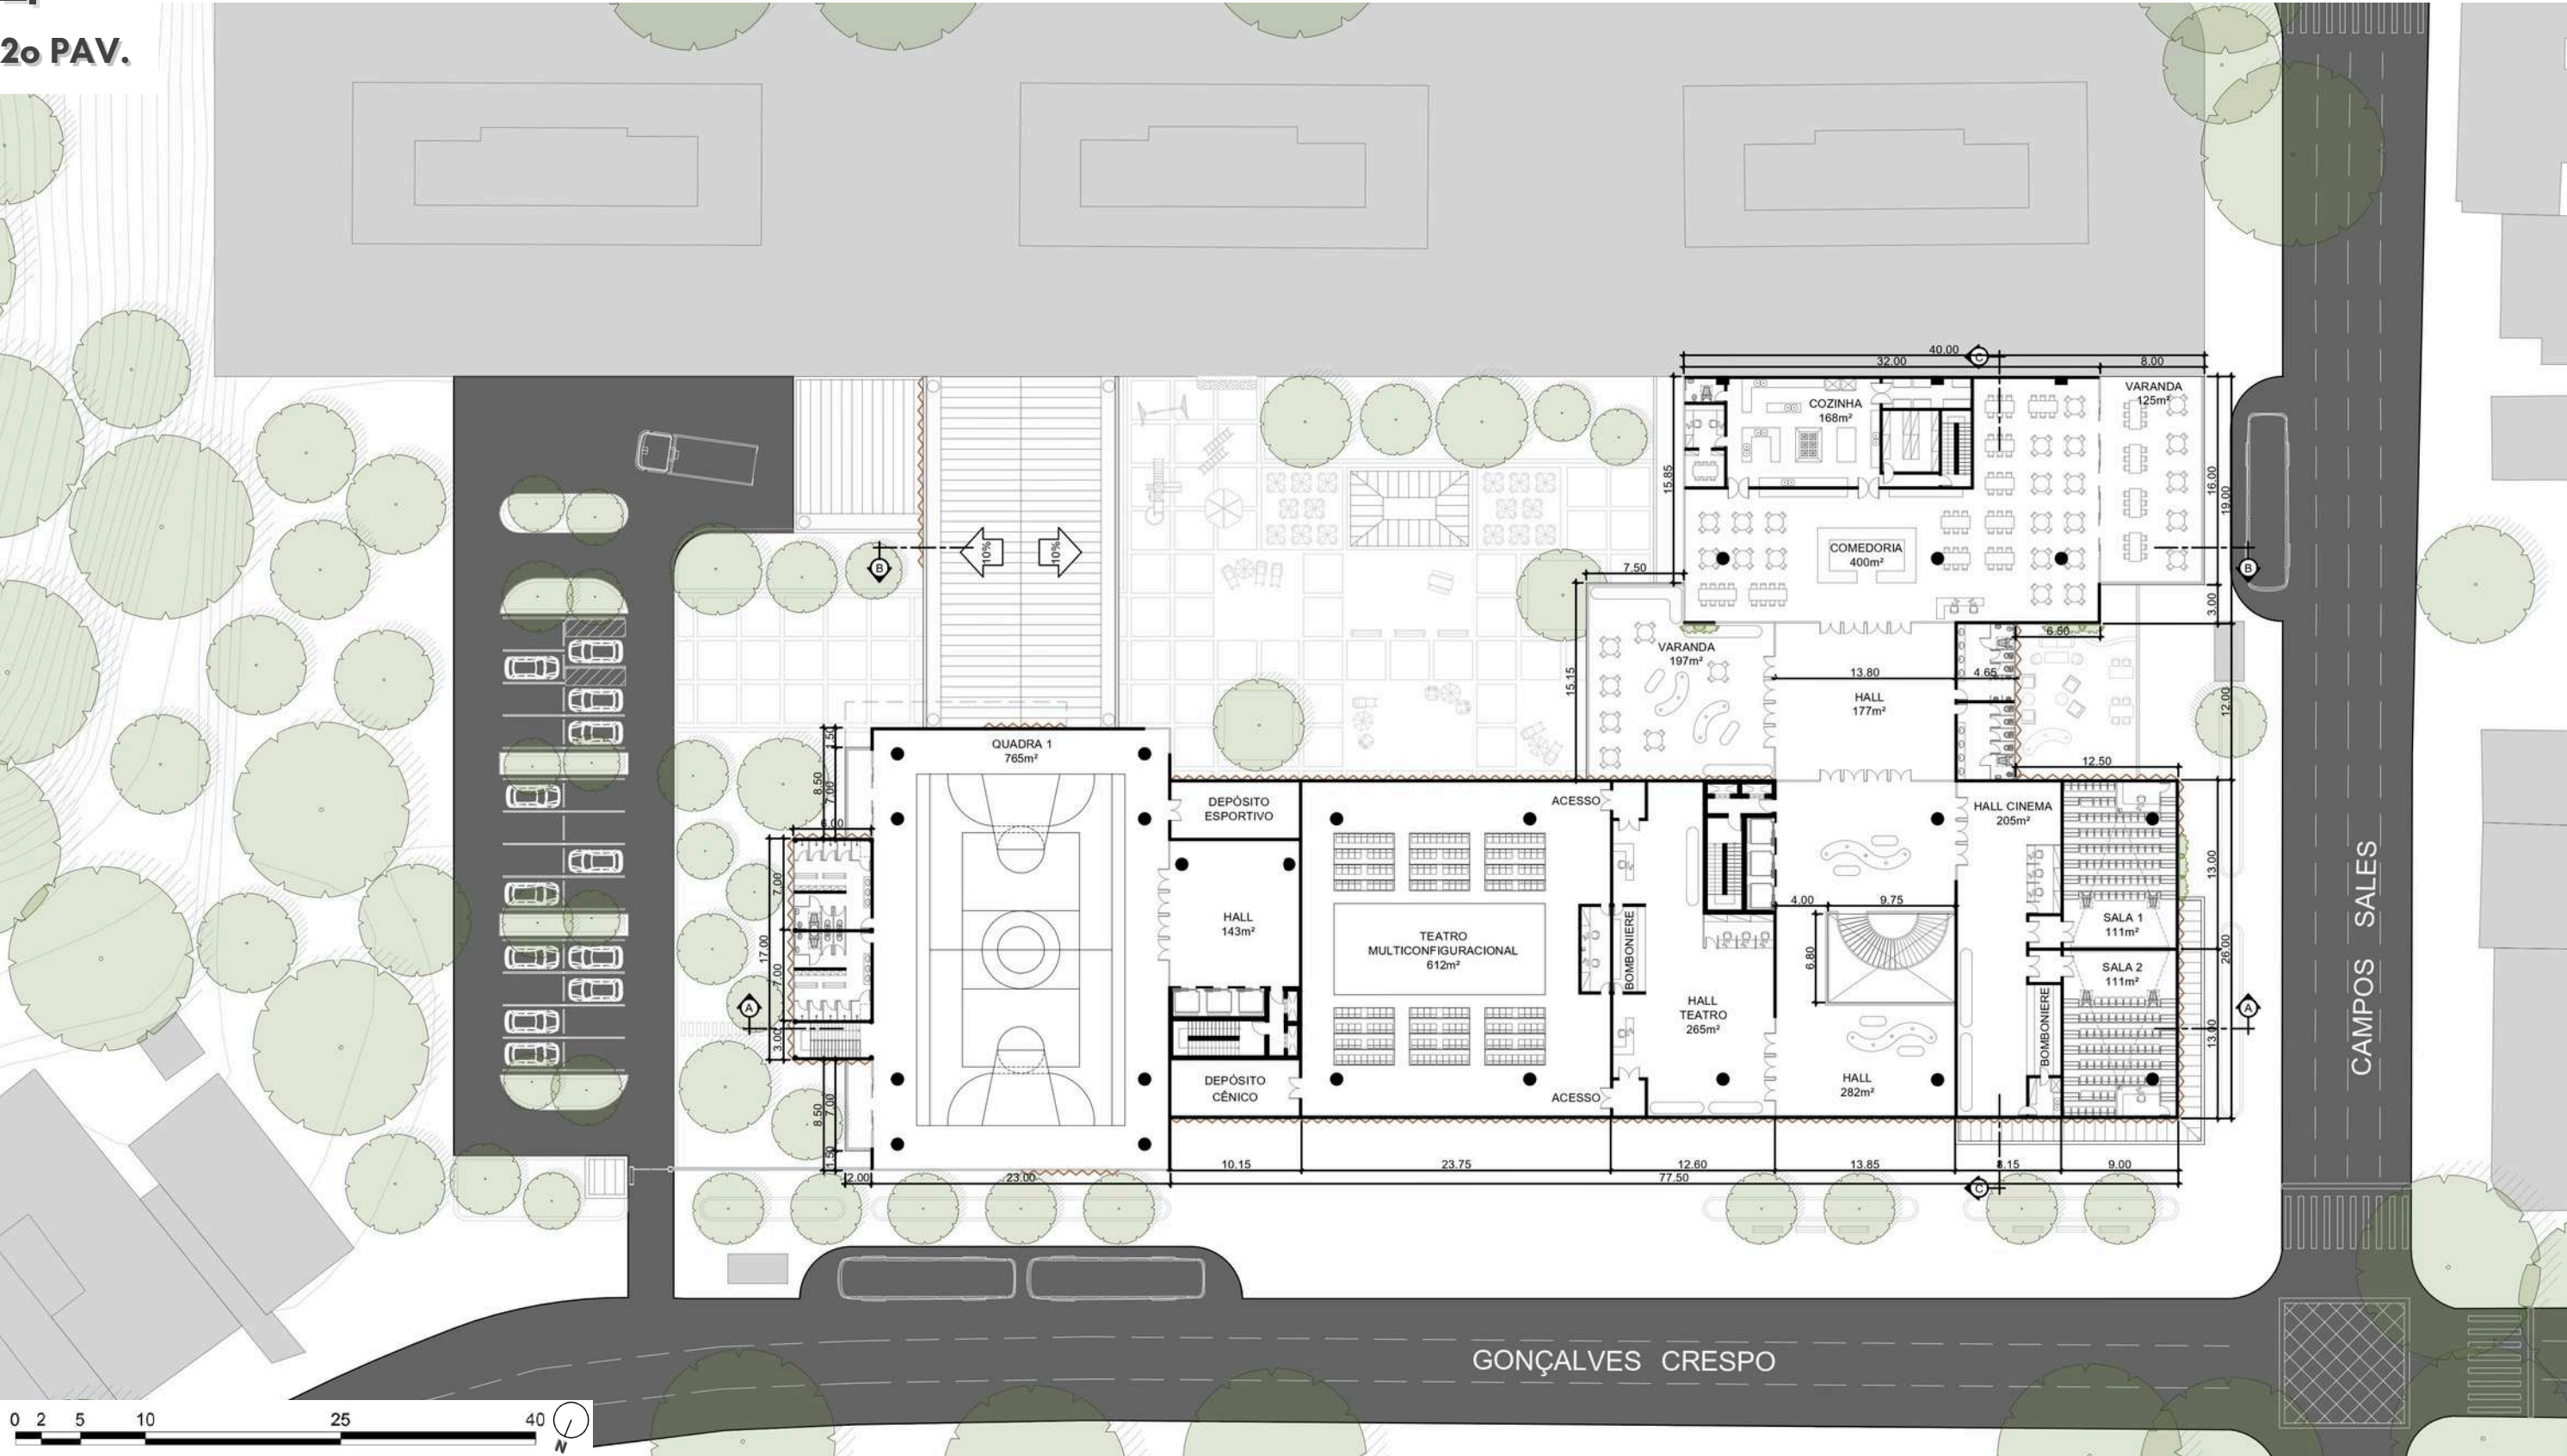 2o PAV.
40.00
C
32.00
8.00
VARANDA
125m²
COZINHA
168m²
15.85
16.00
19.00
10%
10%
B
COMEDORIA
400m²
B
7.50
3.00
6.50
VARANDA
197m²
15.15
13.80
4.65
HALL
177m²
12.00
1.50
QUADRA 1
765m²
12.50
8.50
7.00
DEPÓSITO
ESPORTIVO
ACESSO
HALL CINEMA
205m²
6.00
13.00
7.00
4.00
9.75
HALL
143m²
SALA 1
111m²
TEATRO
MULTICONFIGURACIONAL
612m²
BOMBONIERE
17.00
6.80
26.00
7.00
SALA 2
111m²
HALL
TEATRO
265m²
BOMBONIERE
A
A
3.00
13.00
DEPÓSITO
CÊNICO
HALL
282m²
ACESSO
8.50
7.00
1.50
10.15
23.75
12.60
13.85
8.15
9.00
2.00
23.00
77.50
C
CAMPOS SALES
GONÇALVES CRESPO
0 2 5 10 25 40
N